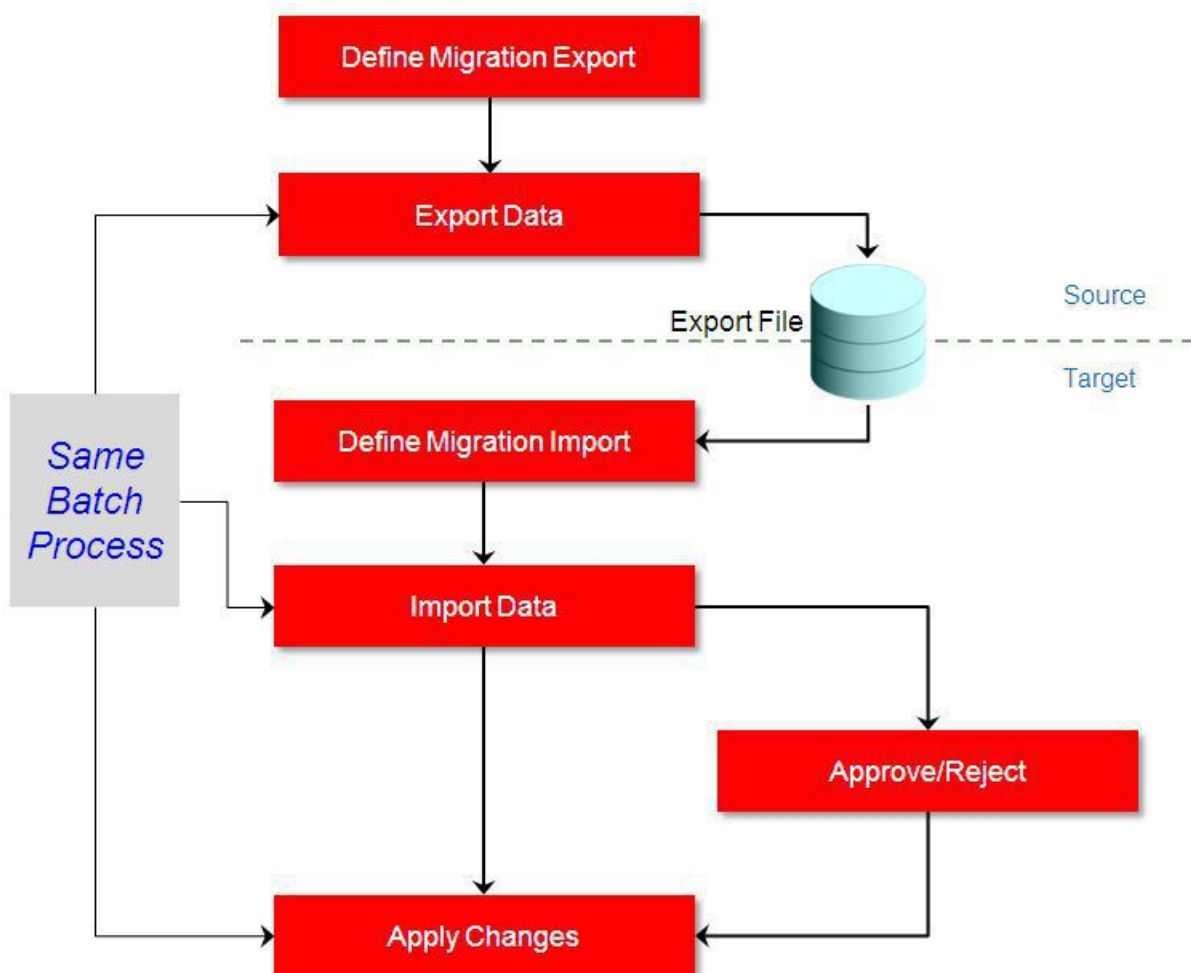 Define Migration Export
Export Data
Source
Export File
Target
Define Migration Import
Same
Batch
Process
Import Data
Approve/Reject
Apply Changes